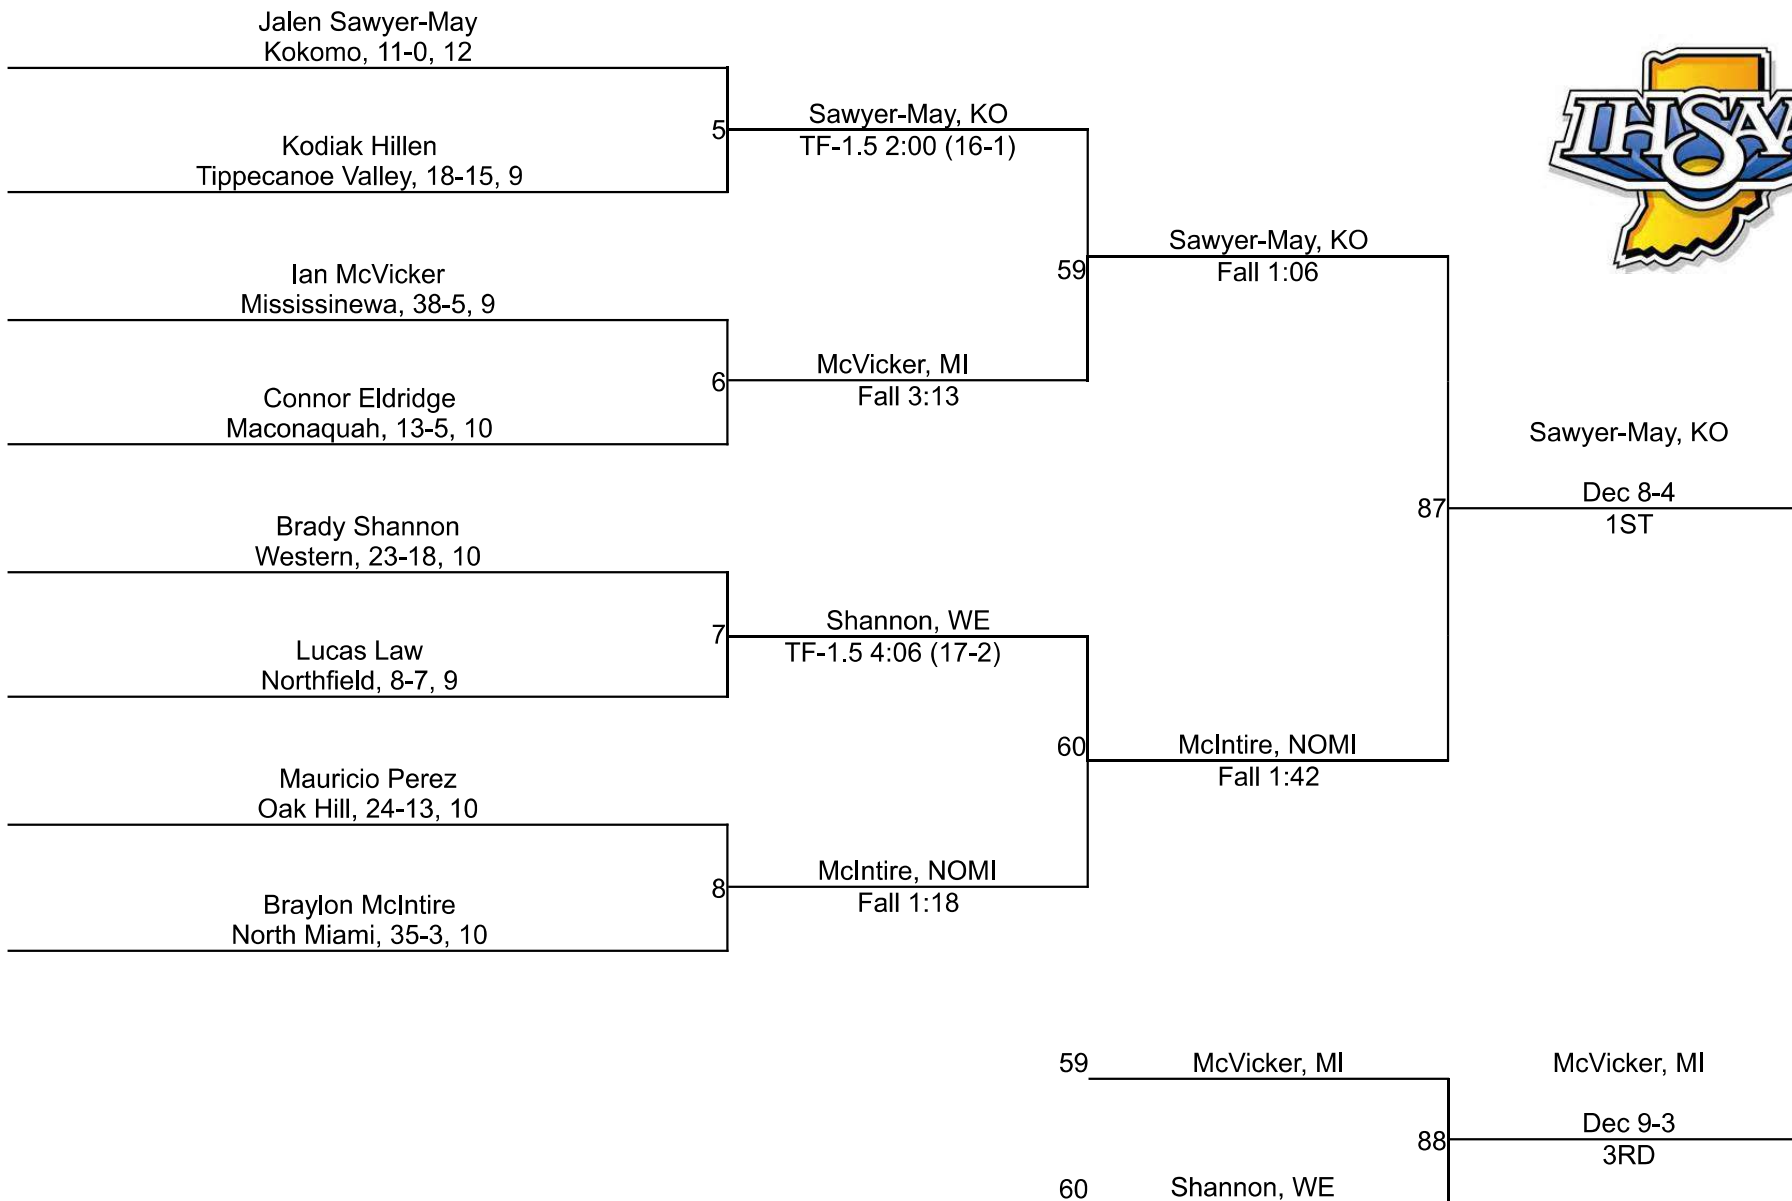 Jalen Sawyer-May
Kokomo, 11-0, 12
Kodiak Hillen
Tippecanoe Valley, 18-15, 9
5
Sawyer-May, KO
TF-1.5 2:00 (16-1)
Ian McVicker
Mississinewa, 38-5, 9
Connor Eldridge
Maconaquah, 13-5, 10
6
McVicker, MI
Fall 3:13
59
Sawyer-May, KO
Fall 1:06
Brady Shannon
Western, 23-18, 10
Lucas Law
Northfield, 8-7, 9
7
Shannon, WE
TF-1.5 4:06 (17-2)
Mauricio Perez
Oak Hill, 24-13, 10
Braylon McIntire
North Miami, 35-3, 10
8
McIntire, NOMI
Fall 1:18
60
McIntire, NOMI
Fall 1:42
87
Sawyer-May, KO
Dec 8-4
1ST
IHSAA
59
McVicker, MI
60
Shannon, WE
88
McVicker, MI
Dec 9-3
3RD